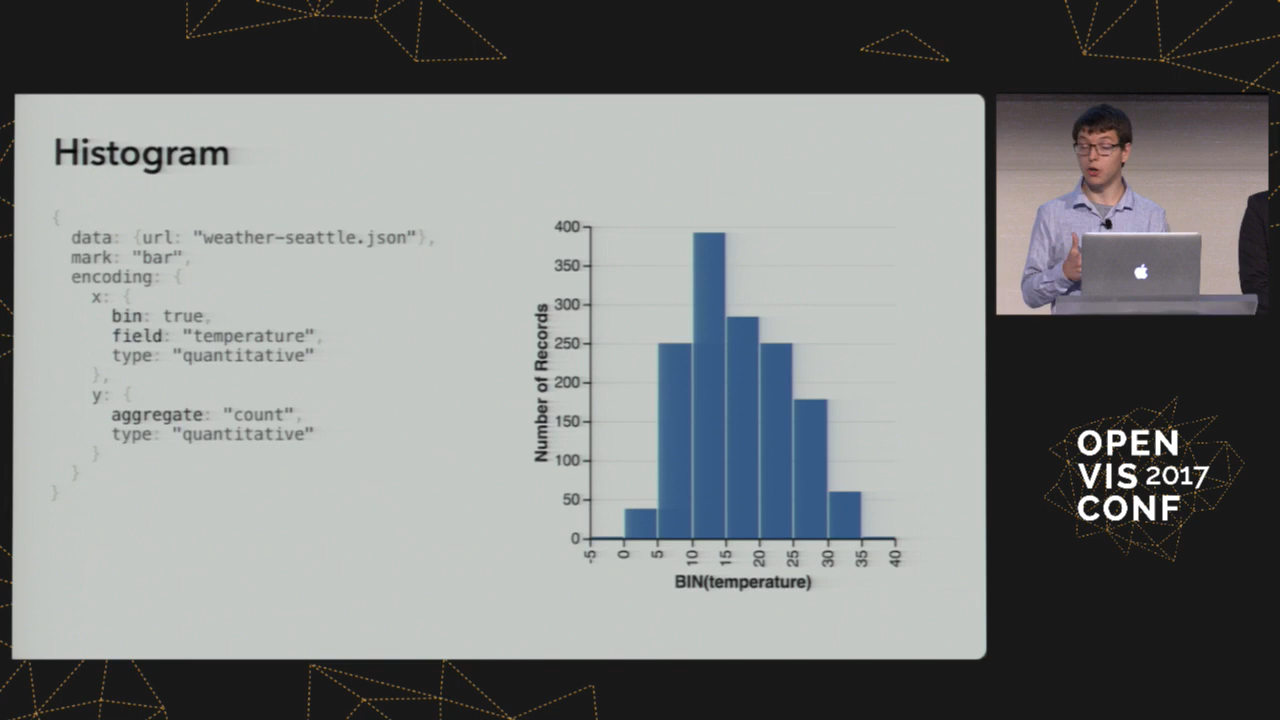 Histogram
{
data: {url: "weather-seattle.json"},
mark: "bar",
encoding: {
x: {
bin: true,
field: "temperature",
type: "quantitative"
},
y: {
aggregate: "count",
type: "quantitative"
}
}
}
400
350
300
250
200
150
100
50
0
Number of Records
-5 0 5 10 15 20 25 30 35 40
BIN(temperature)
OPEN
VIS 2017
CONF